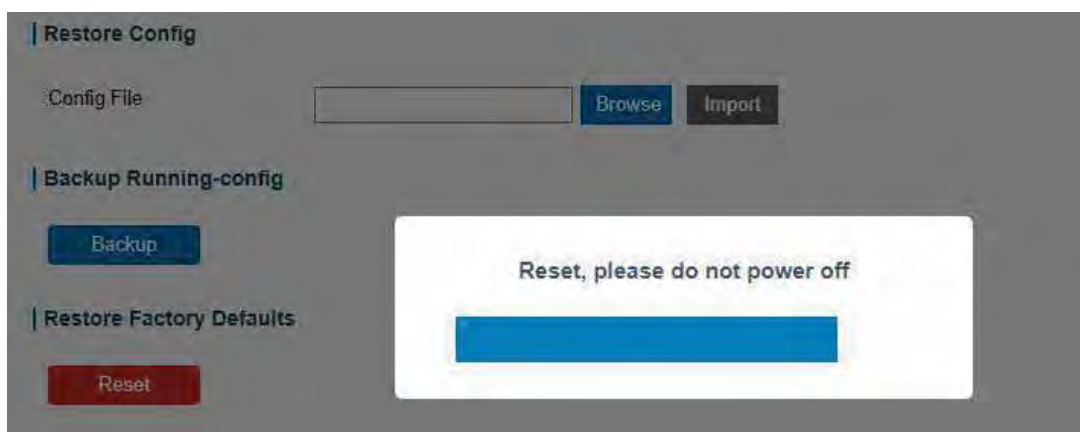 Restore Config
Config File
Browse
Import
Backup Running-config
Backup
Reset, please do not power off
Restore Factory Defaults
Reset